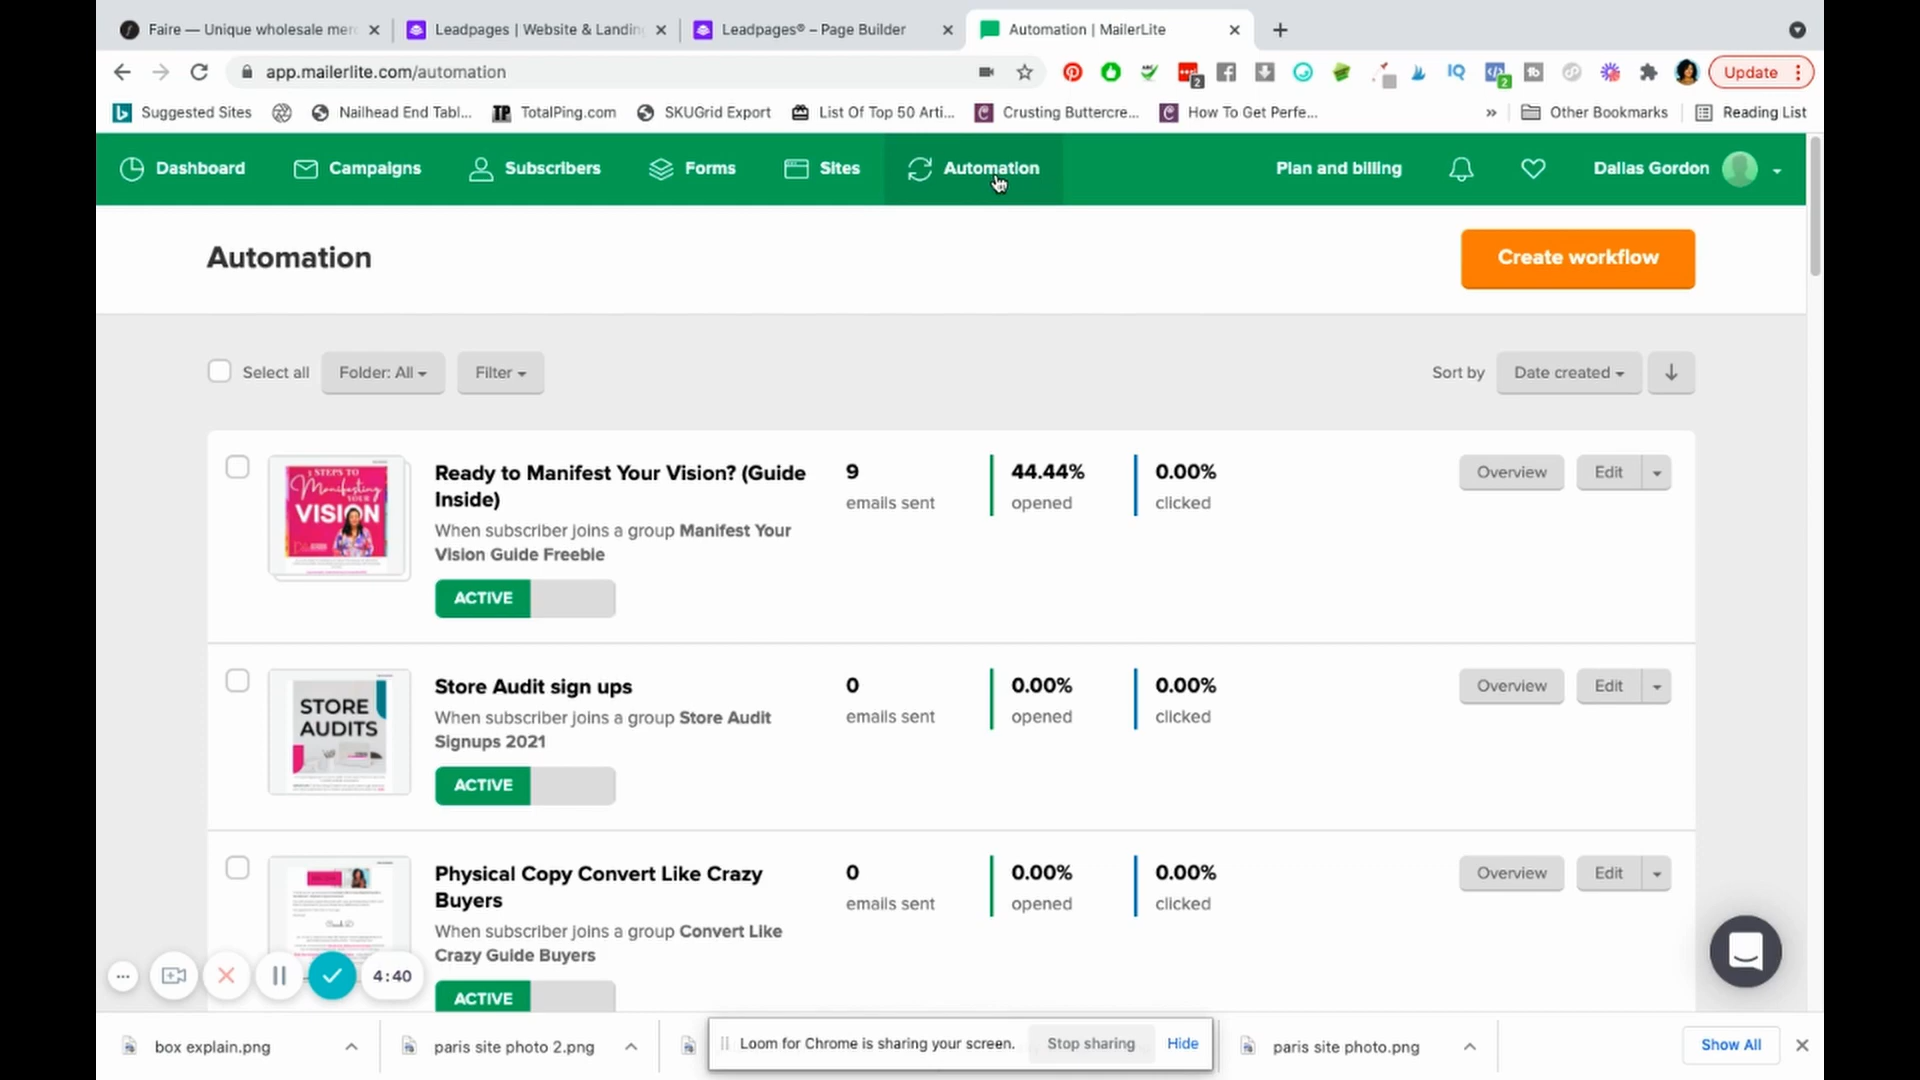 Faire — Unique wholesale mer
Leadpages | Website & Landin
Leadpages® – Page Builder
Automation | MailerLite
app.mailerlite.com/automation
Update
Suggested Sites
Nailhead End Tabl...
TotalPing.com
SKUGrid Export
List Of Top 50 Arti...
Crusting Buttercre...
How To Get Perfe...
»
Other Bookmarks
Reading List
Dashboard
Campaigns
Subscribers
Forms
Sites
Automation
Plan and billing
Dallas Gordon
Automation
Create workflow
Select all
Folder: All
Filter
Sort by
Date created
3 STEPS TO
Manifesting
YOUR
VISION
Ready to Manifest Your Vision? (Guide
Inside)
When subscriber joins a group Manifest Your
Vision Guide Freebie
ACTIVE
9
emails sent
44.44%
opened
0.00%
clicked
Overview
Edit
STORE
AUDITS
Store Audit sign ups
When subscriber joins a group Store Audit
Signups 2021
ACTIVE
0
emails sent
0.00%
opened
0.00%
clicked
Overview
Edit
Physical Copy Convert Like Crazy
Buyers
When subscriber joins a group Convert Like
Crazy Guide Buyers
ACTIVE
0
emails sent
0.00%
opened
0.00%
clicked
Overview
Edit
4:40
box explain.png
paris site photo 2.png
Loom for Chrome is sharing your screen.
Stop sharing
Hide
paris site photo.png
Show All